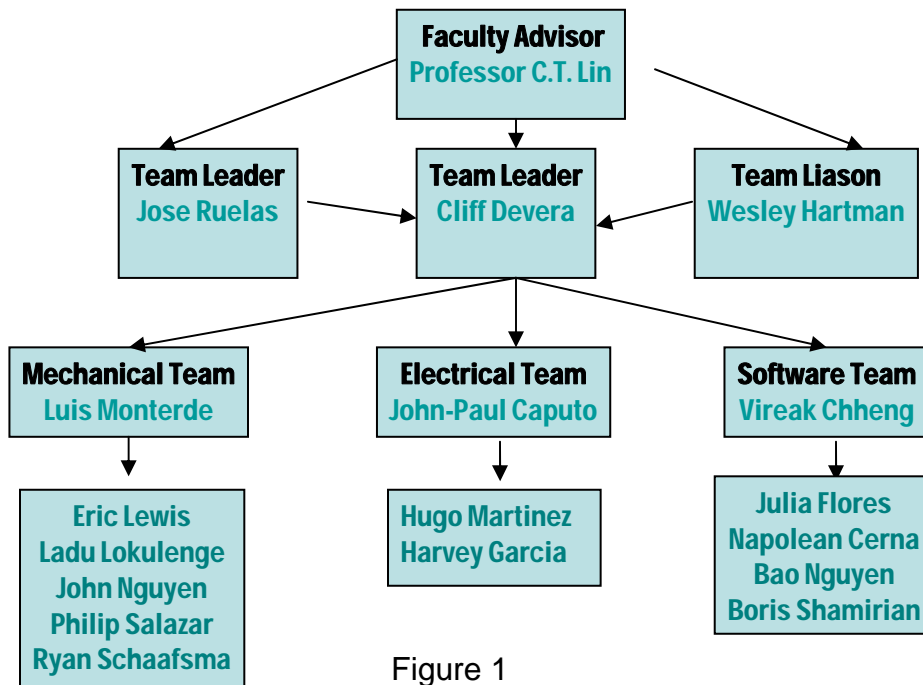 Faculty Advisor
Professor C.T. Lin
Team Leader
Jose Ruelas
Team Leader
Cliff Devera
Team Liason
Wesley Hartman
Mechanical Team
Luis Monterde
Electrical Team
John-Paul Caputo
Software Team
Vireak Chheng
Eric Lewis
Ladu Lokulenge
John Nguyen
Philip Salazar
Ryan Schaafsma
Hugo Martinez
Harvey Garcia
Julia Flores
Napolean Cerna
Bao Nguyen
Boris Shamirian
Figure 1